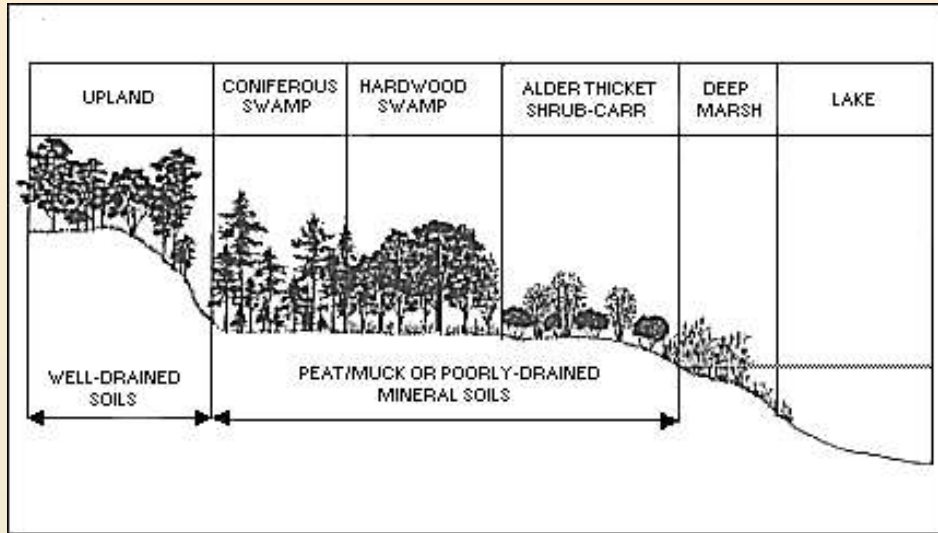 UPLAND
CONIFEROUS
SWAMP
HARDWOOD
SWAMP
ALDER THICKET
SHRUB-CARR
DEEP
MARSH
LAKE
WELL-DRAINED
SOILS
PEAT/MUCK OR POORLY-DRAINED
MINERAL SOILS